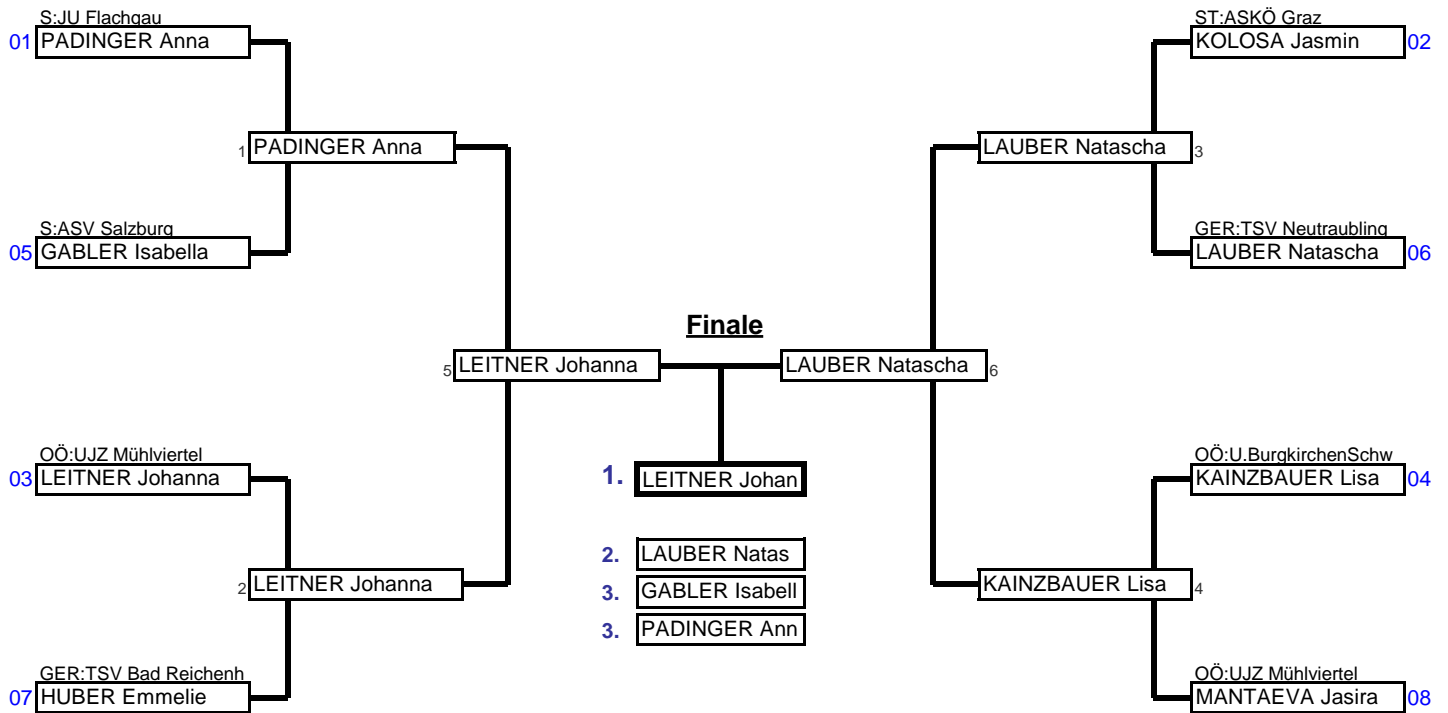 S:JU Flachgau
01 PADINGER Anna
1 PADINGER Anna
S:ASV Salzburg
05 GABLER Isabella
5 LEITNER Johanna
OÖ:UJZ Mühlviertel
03 LEITNER Johanna
2 LEITNER Johanna
GER:TSV Bad Reichenh
07 HUBER Emmelie
Finale
1. LEITNER Johan
2. LAUBER Natas
3. GABLER Isabell
3. PADINGER Ann
ST:ASKÖ Graz
KOLOSA Jasmin 02
LAUBER Natascha 3
GER:TSV Neutraubling
LAUBER Natascha 06
LAUBER Natascha 6
OÖ:U.BurgkirchenSchw
KAINZBAUER Lisa 04
KAINZBAUER Lisa 4
OÖ:UJZ Mühlviertel
MANTAEVA Jasira 08